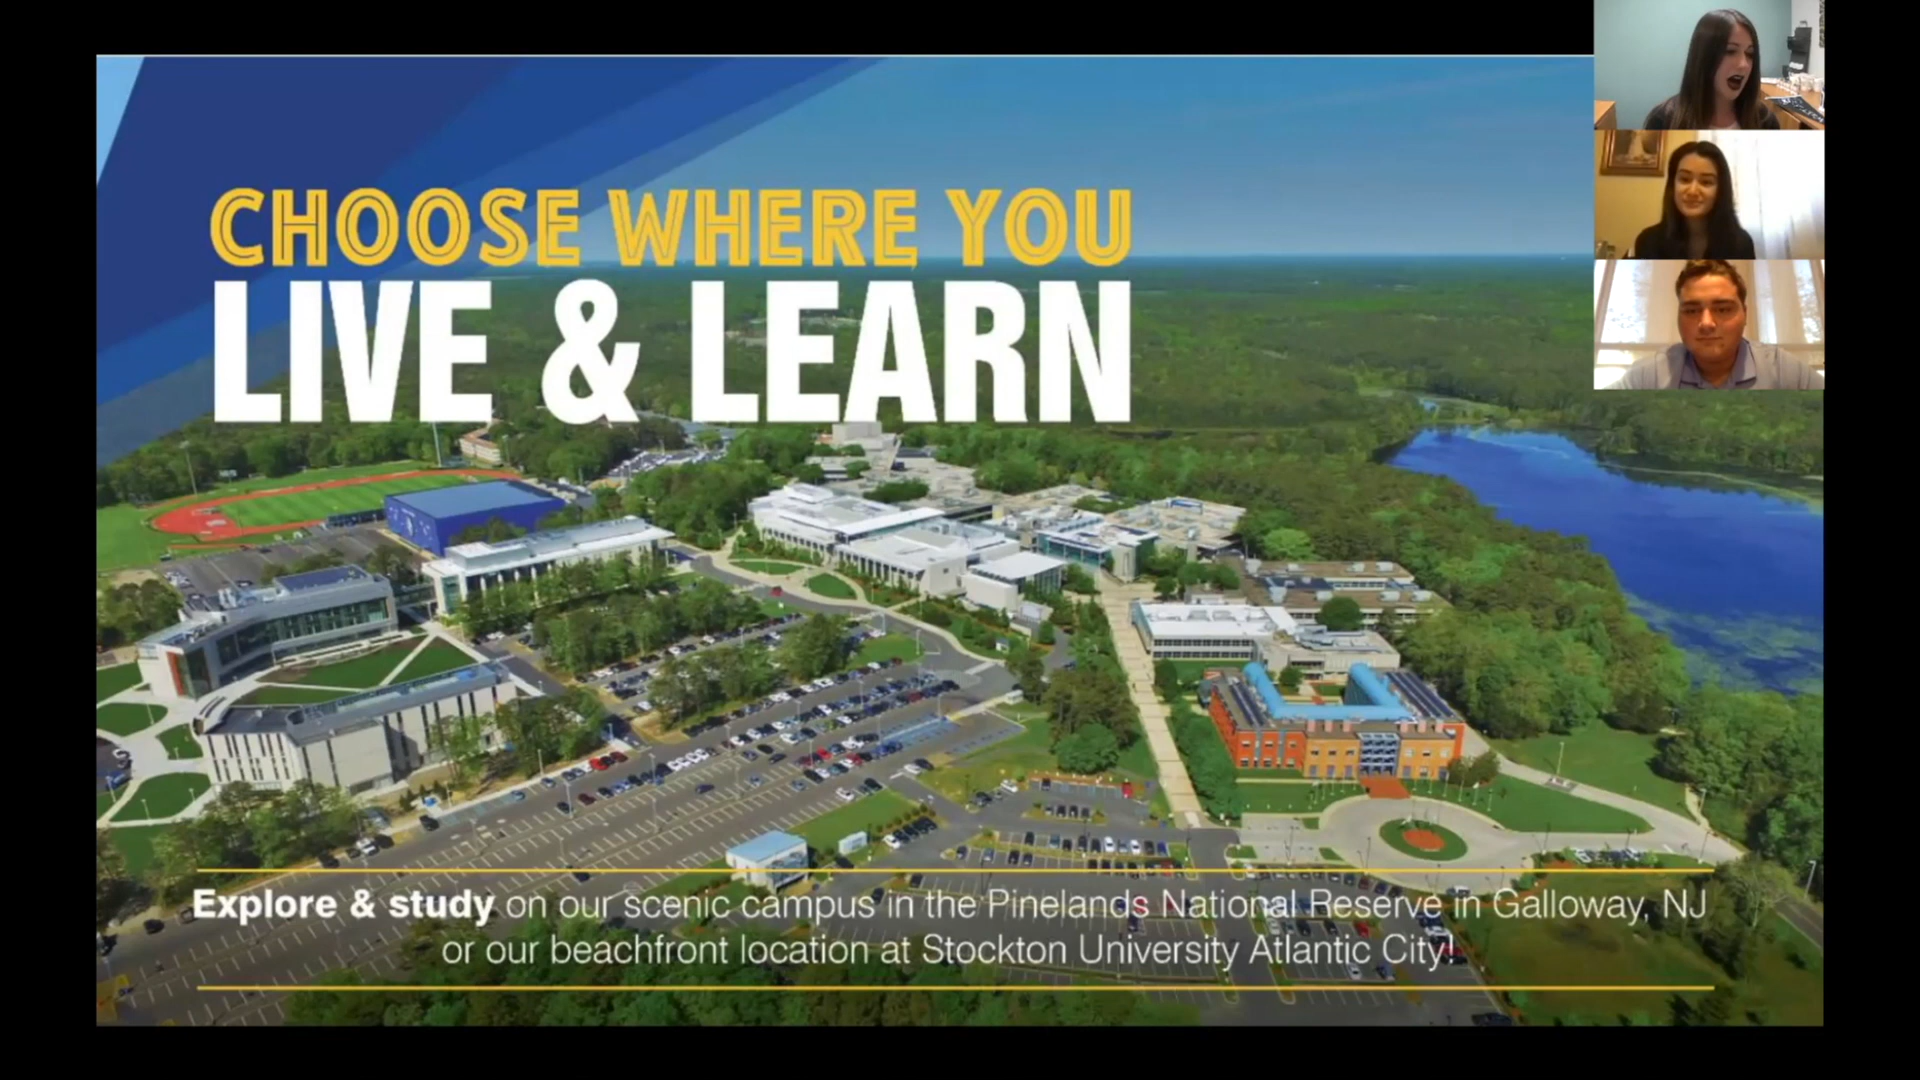 CHOOSE WHERE YOU
LIVE & LEARN
Explore & study on our scenic campus in the Pinelands National Reserve in Galloway, NJ
or our beachfront location at Stockton University Atlantic City!